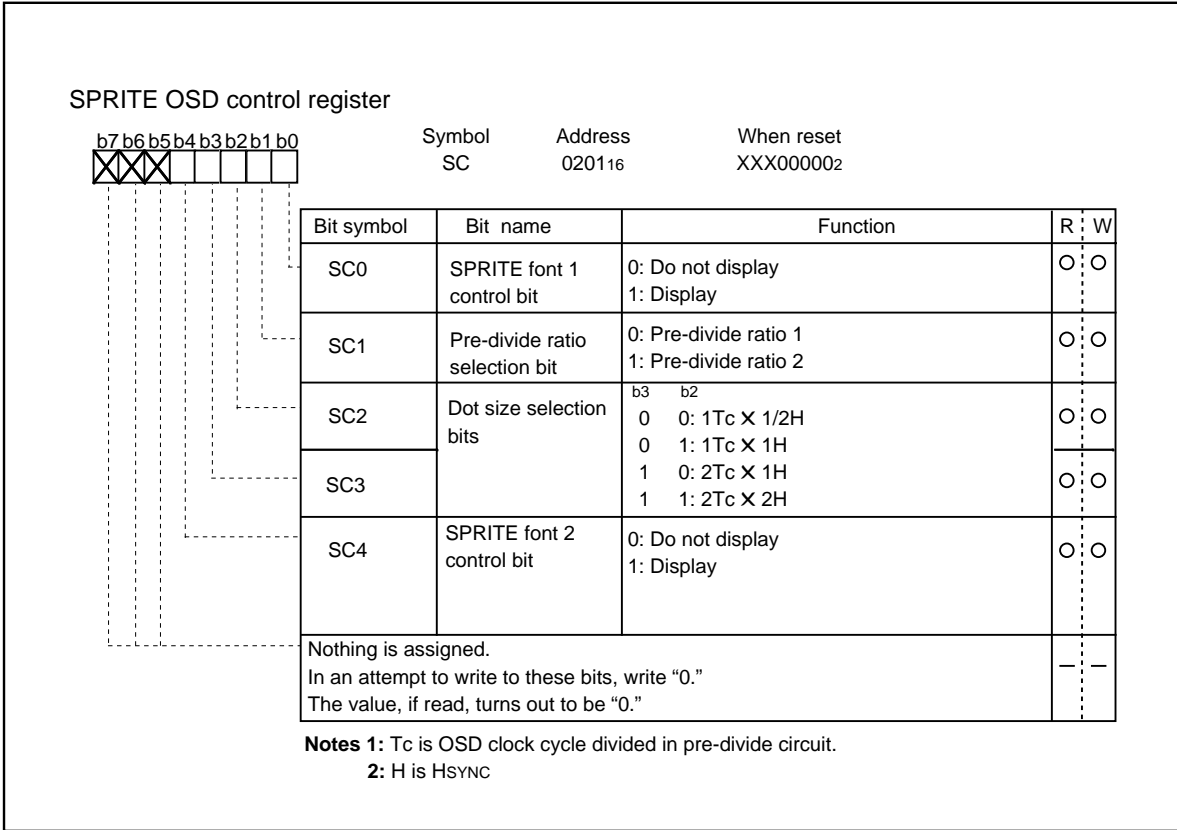 SPRITE OSD control register
b7 b6 b5 b4 b3 b2 b1 b0
Symbol Address When reset
SC 020116 XXX000002
Bit symbol Bit name Function R W
SC0 SPRITE font 1 control bit 0: Do not display
1: Display
SC1 Pre-divide ratio selection bit 0: Pre-divide ratio 1
1: Pre-divide ratio 2
SC2 Dot size selection bits b3 b2
0 0: 1Tc X 1/2H
0 1: 1Tc X 1H
SC3 1 0: 2Tc X 1H
1 1: 2Tc X 2H
SC4 SPRITE font 2 control bit 0: Do not display
1: Display
Nothing is assigned.
In an attempt to write to these bits, write “0.”
The value, if read, turns out to be “0.”
Notes 1: Tc is OSD clock cycle divided in pre-divide circuit.
2: H is HSYNC